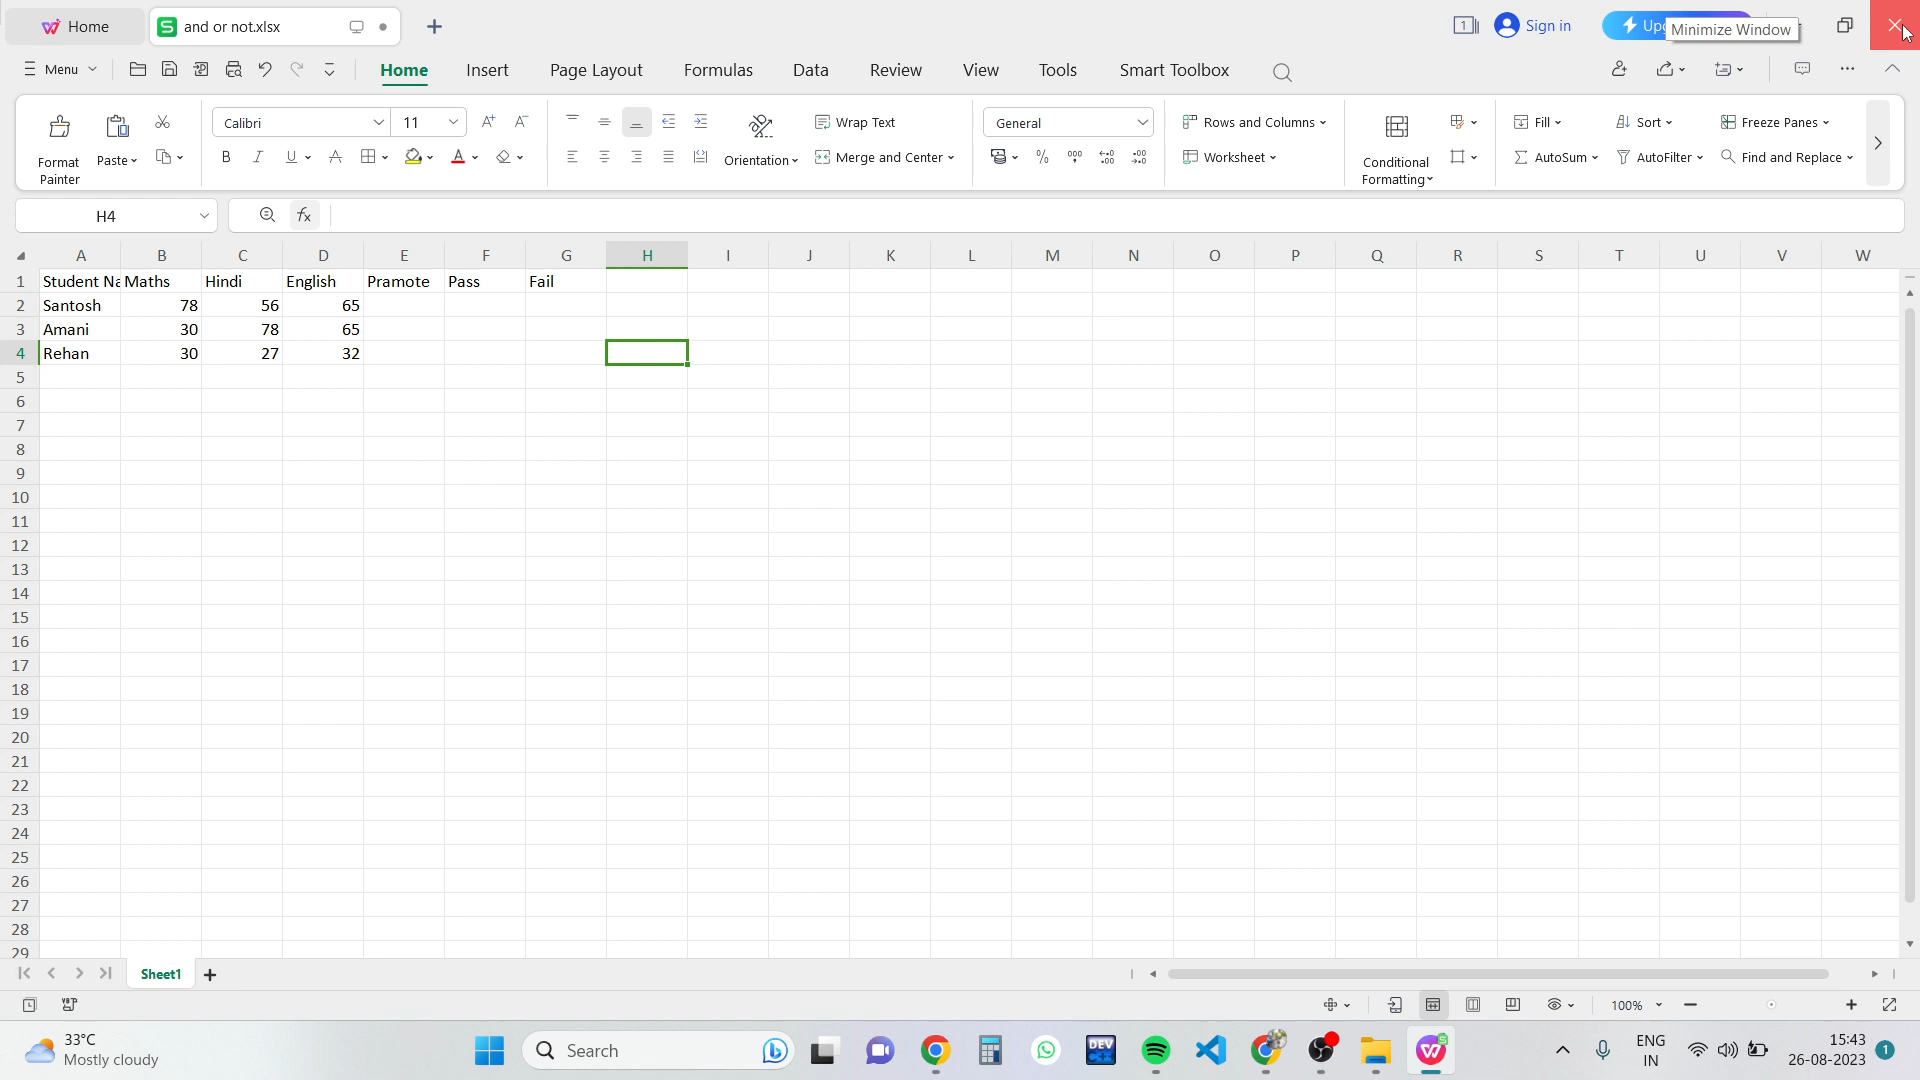 Home
and or not.xlsx
Sign in
Upg
Minimize Window
Menu
Home Insert Page Layout Formulas Data Review View Tools Smart Toolbox
Format Painter
Paste
Calibri 11
B I U A
A+ A-
Orientation
Wrap Text
Merge and Center
General
Rows and Columns
Worksheet
Conditional Formatting
Fill
AutoSum
Sort
AutoFilter
Freeze Panes
Find and Replace
H4 fx
A B C D E F G H I J K L M N O P Q R S T U V W
1 Student Na Maths Hindi English Pramote Pass Fail
2 Santosh 78 56 65
3 Amani 30 78 65
4 Rehan 30 27 32
5
6
7
8
9
10
11
12
13
14
15
16
17
18
19
20
21
22
23
24
25
26
27
28
29
Sheet1
100%
33°C
Mostly cloudy
Search
DEV
ENG
IN
15:43
26-08-2023
1